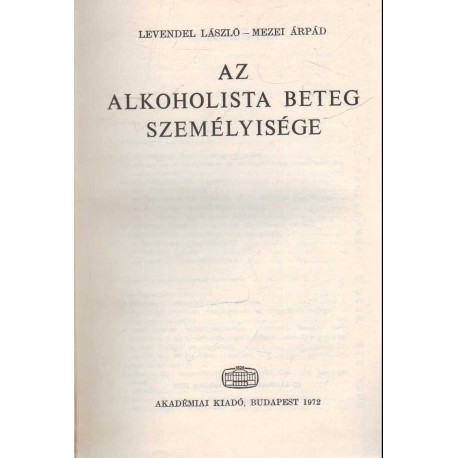 LEVENDEL LÁSZLÓ – MEZEI ÁRPÁD
AZ
ALKOHOLISTA BETEG
SZEMÉLYISÉGE
AKADÉMIAI KIADÓ, BUDAPEST 1972